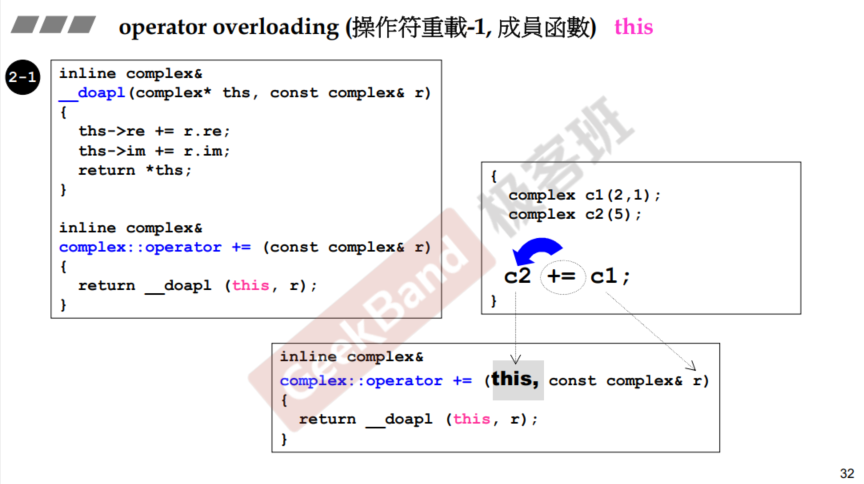 operator overloading (操作符重載-1, 成員函數) this
2-1
inline complex&
__doapl(complex* ths, const complex& r)
{
ths->re += r.re;
ths->im += r.im;
return *ths;
}
inline complex&
complex::operator += (const complex& r)
{
return __doapl (this, r);
}
{
complex c1(2,1);
complex c2(5);
c2 += c1;
}
inline complex&
complex::operator += (this, const complex& r)
{
return __doapl (this, r);
}
GeekBand 极客班
32